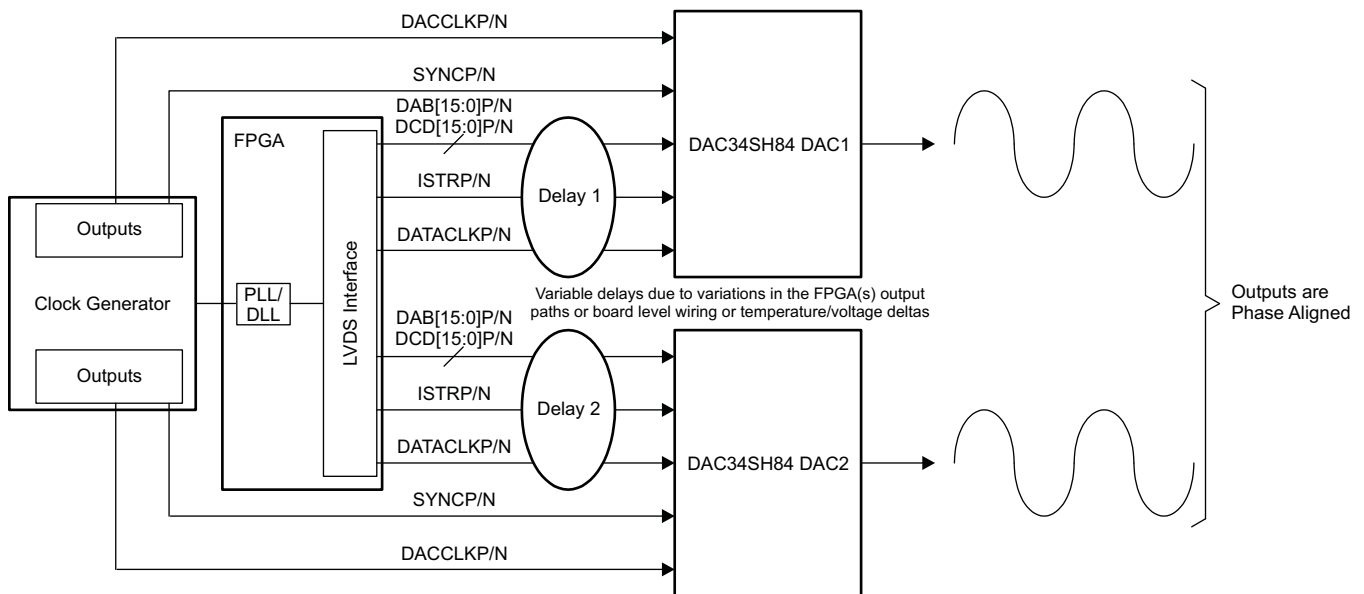 DACCLKP/N
SYNCP/N
DAB[15:0]P/N
DCD[15:0]P/N
FPGA
DAC34SH84 DAC1
ISTRP/N
Delay 1
Outputs
DATACLKP/N
Clock Generator
PLL/
DLL
LVDS Interface
Variable delays due to variations in the FPGA(s) output
paths or board level wiring or temperature/voltage deltas
Outputs are
Phase Aligned
DAB[15:0]P/N
DCD[15:0]P/N
Outputs
ISTRP/N
Delay 2
DATACLKP/N
DAC34SH84 DAC2
SYNCP/N
DACCLKP/N